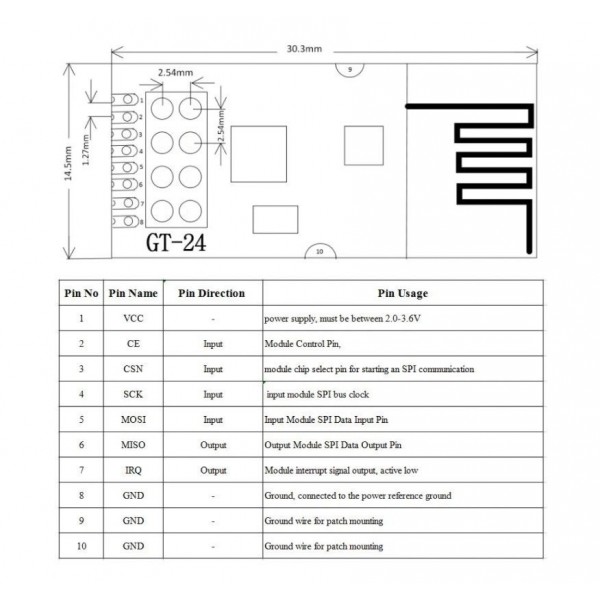 30.3mm
9
2.54mm
1
2
3
4
5
6
7
8
2.54mm
1.27mm
14.5mm
GT-24
10
Pin No Pin Name Pin Direction Pin Usage
1 VCC - power supply, must be between 2.0-3.6V
2 CE Input Module Control Pin,
3 CSN Input module chip select pin for starting an SPI communication
4 SCK Input input module SPI bus clock
5 MOSI Input Input Module SPI Data Input Pin
6 MISO Output Output Module SPI Data Output Pin
7 IRQ Output Module interrupt signal output, active low
8 GND - Ground, connected to the power reference ground
9 GND - Ground wire for patch mounting
10 GND - Ground wire for patch mounting